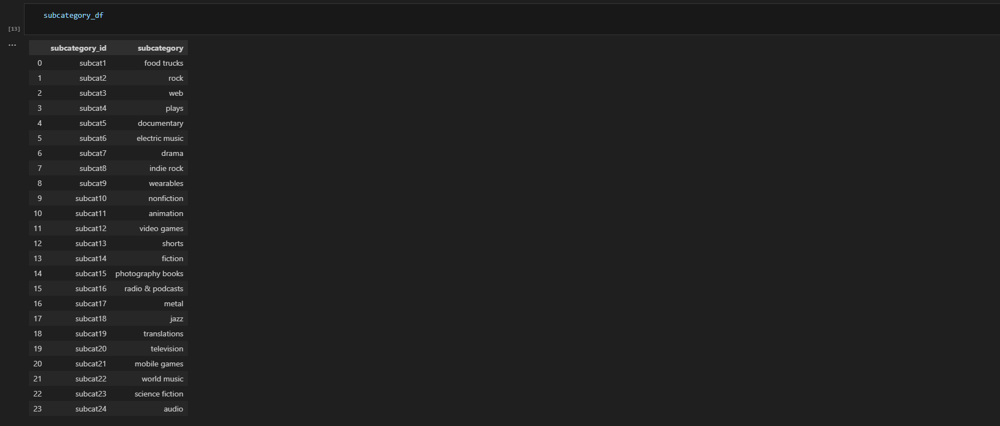 subcategory_df
[13]
...
subcategory_id subcategory
0 subcat1 food trucks
1 subcat2 rock
2 subcat3 web
3 subcat4 plays
4 subcat5 documentary
5 subcat6 electric music
6 subcat7 drama
7 subcat8 indie rock
8 subcat9 wearables
9 subcat10 nonfiction
10 subcat11 animation
11 subcat12 video games
12 subcat13 shorts
13 subcat14 fiction
14 subcat15 photography books
15 subcat16 radio & podcasts
16 subcat17 metal
17 subcat18 jazz
18 subcat19 translations
19 subcat20 television
20 subcat21 mobile games
21 subcat22 world music
22 subcat23 science fiction
23 subcat24 audio